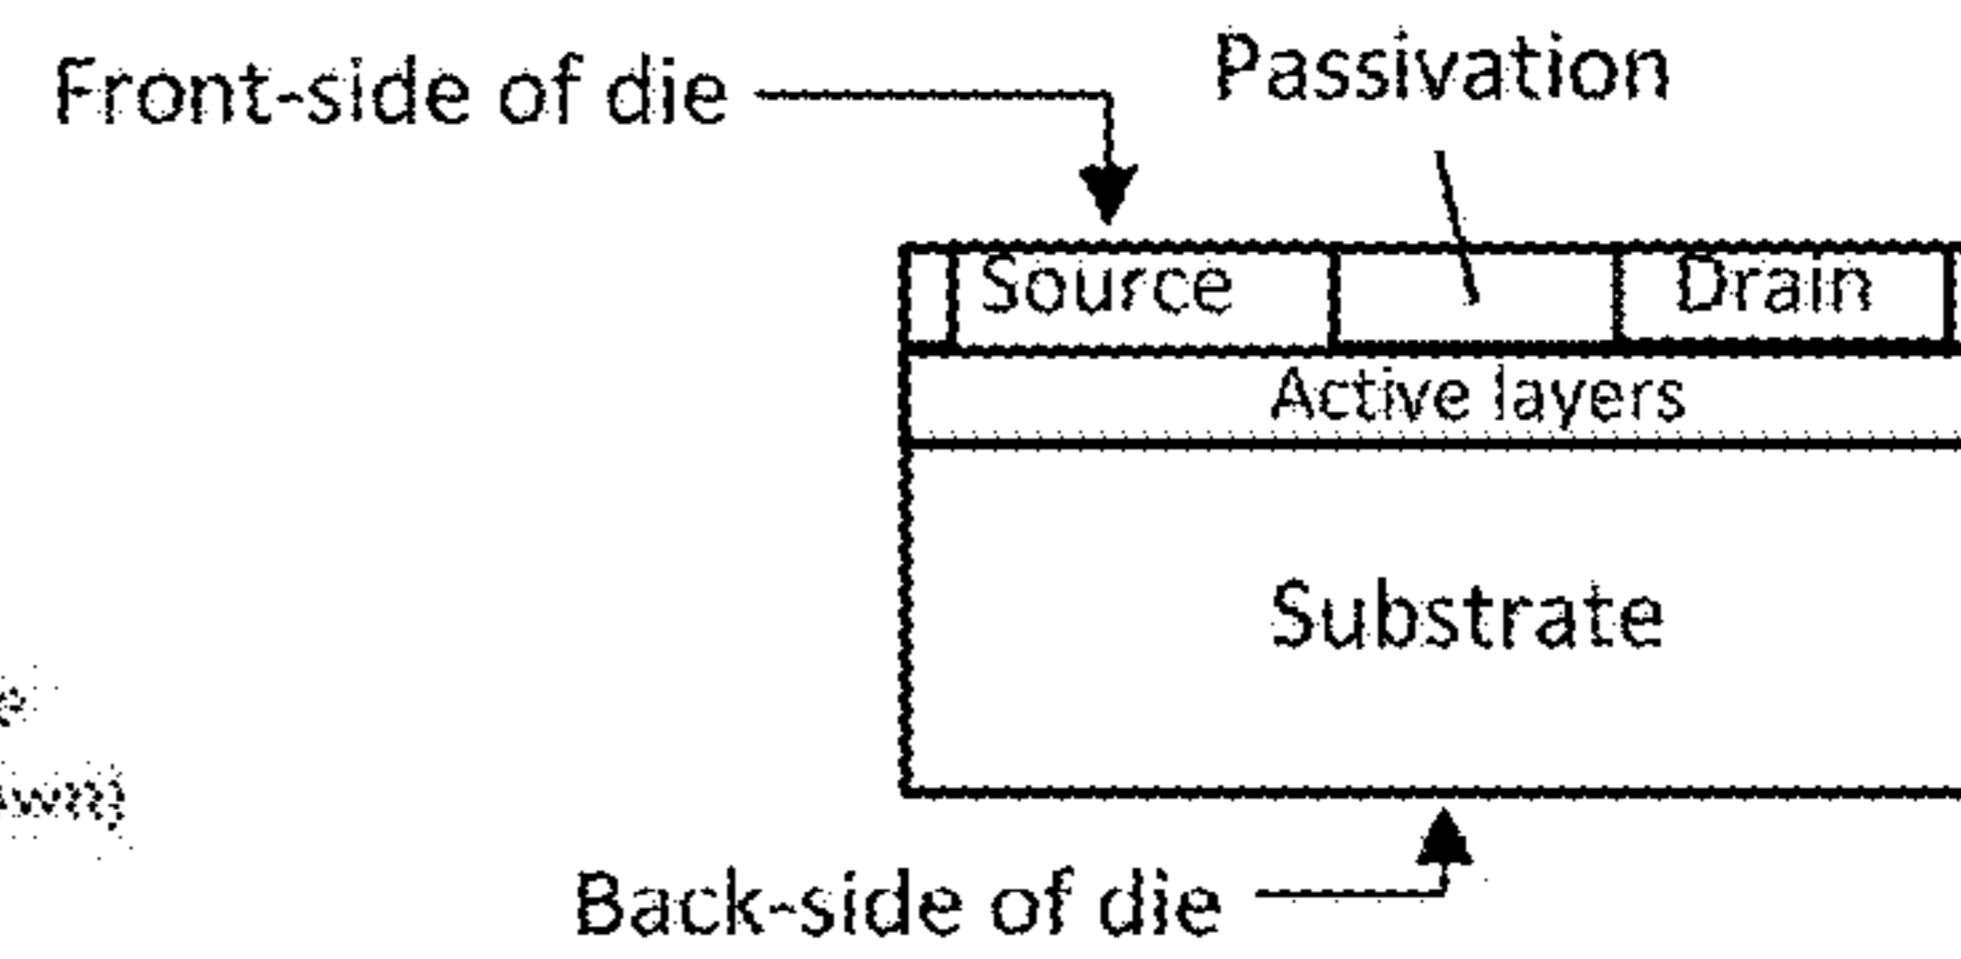 Front-side of die
Passivation
Source
Drain
Active layers
Substrate
Back-side of die